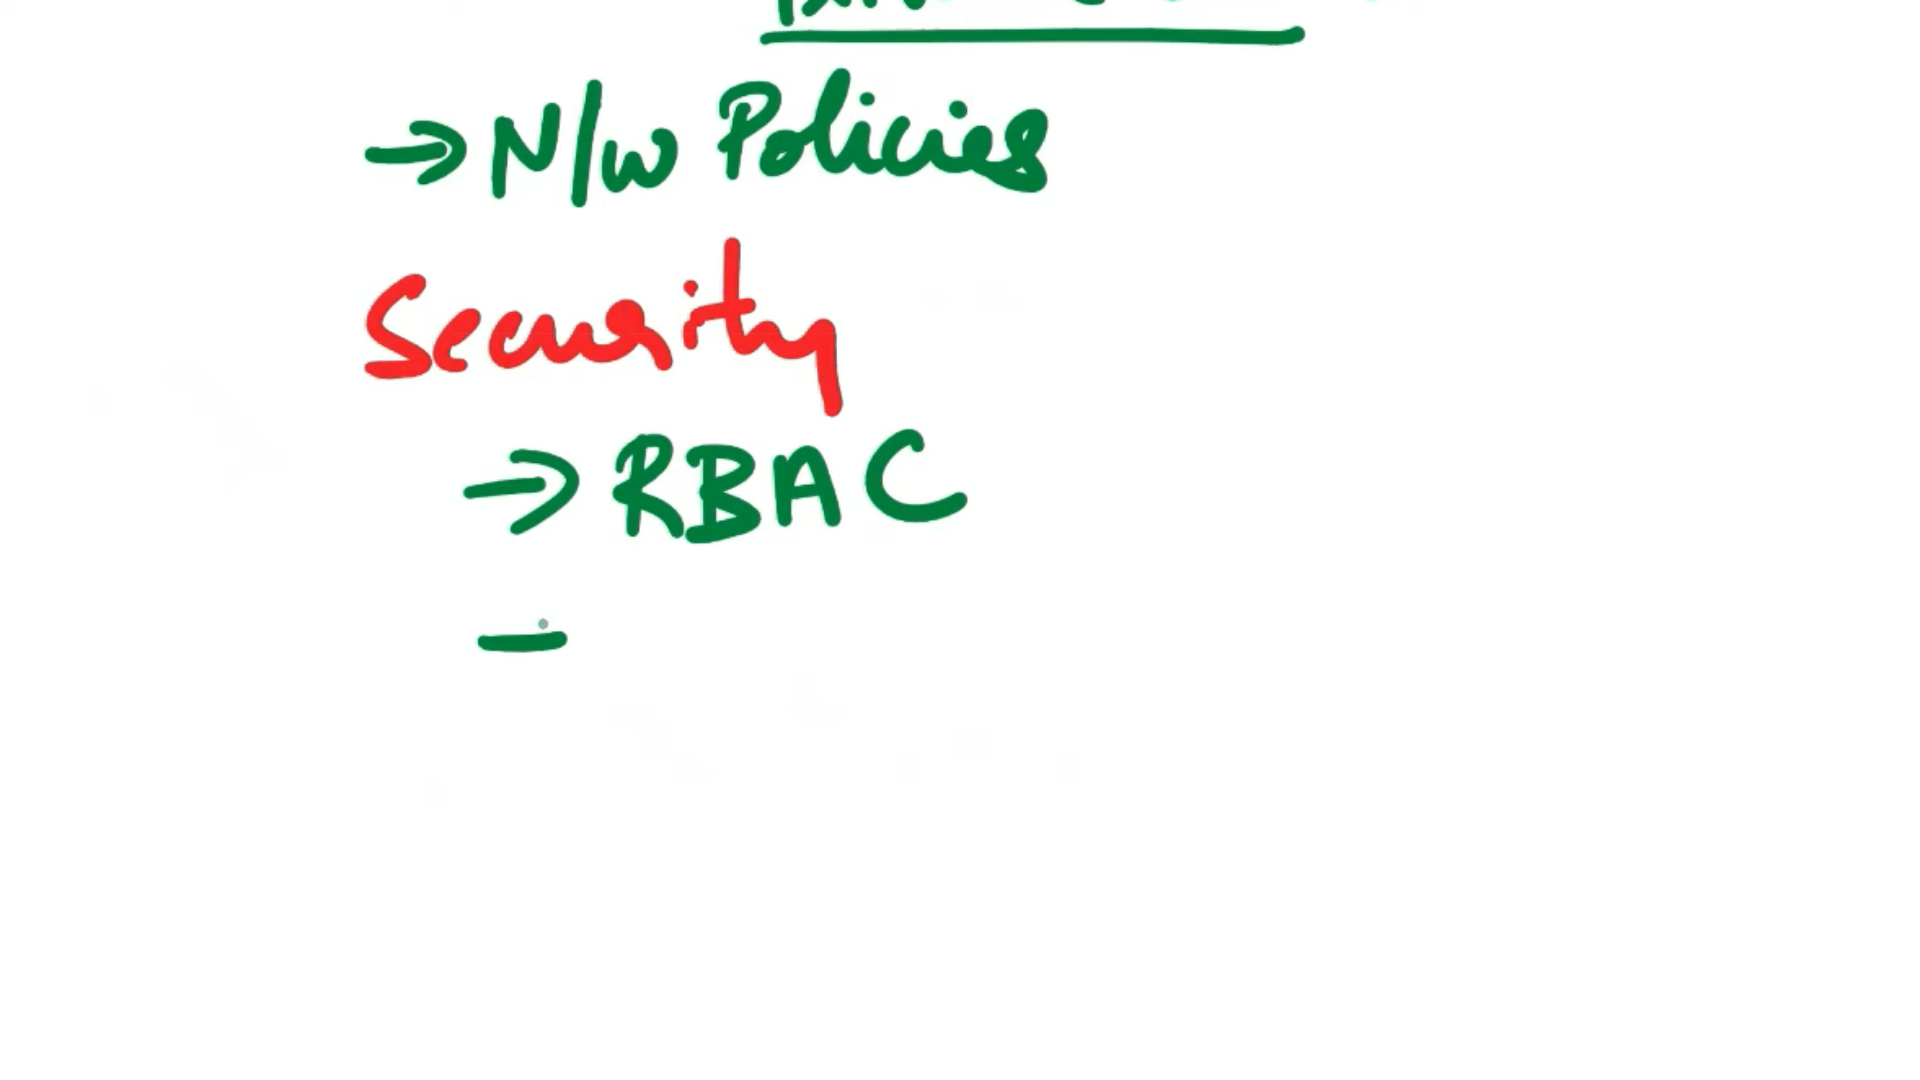 → N/w Policies
Security
→ RBAC